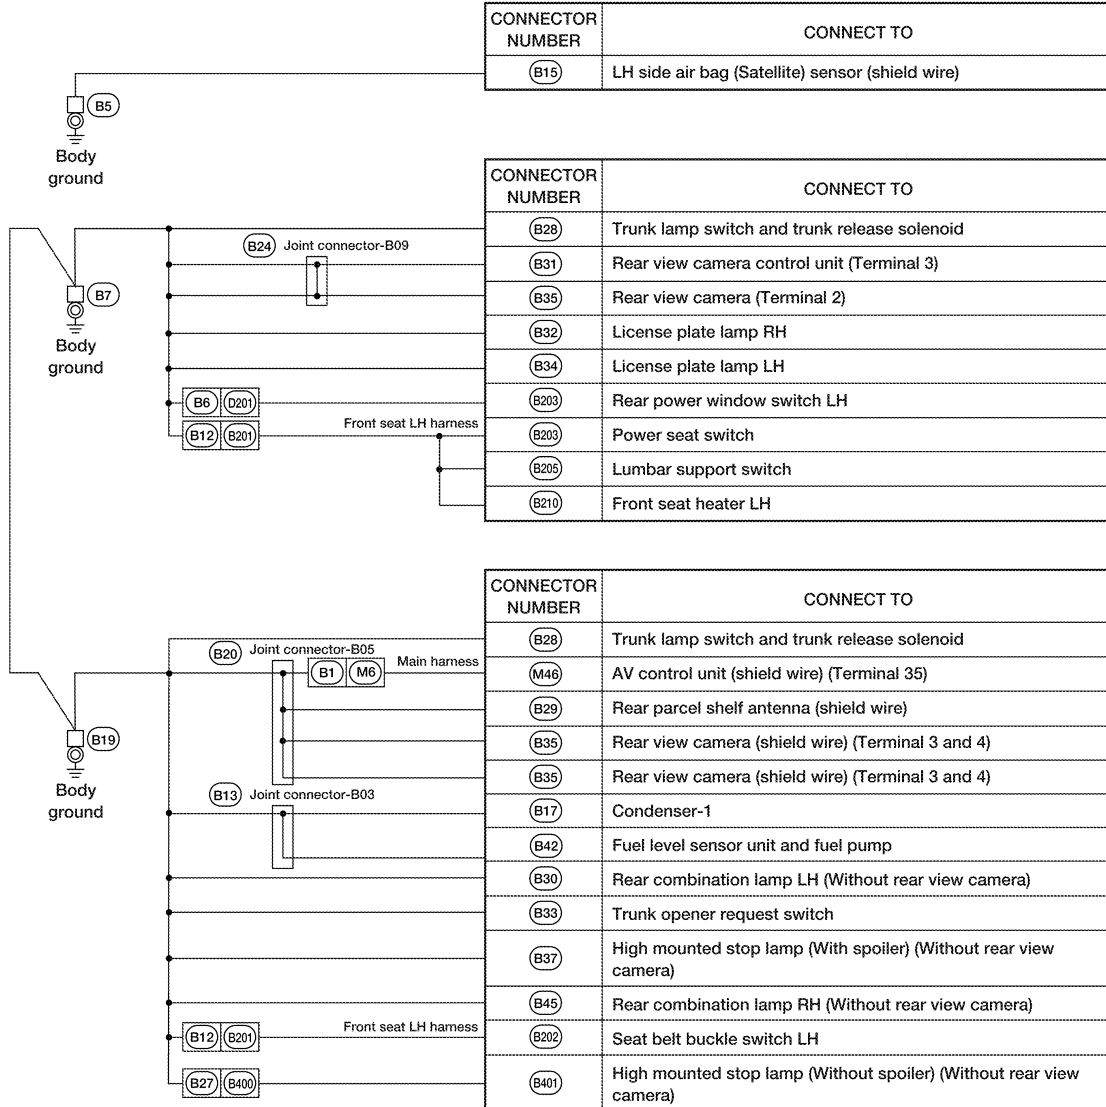 CONNECTOR NUMBER CONNECT TO
B15 LH side air bag (Satellite) sensor (shield wire)
B5
Body
ground
CONNECTOR NUMBER CONNECT TO
B28 Trunk lamp switch and trunk release solenoid
B24 Joint connector-B09
B31 Rear view camera control unit (Terminal 3)
B7
B35 Rear view camera (Terminal 2)
B32 License plate lamp RH
Body
ground
B34 License plate lamp LH
B6 D201 B203 Rear power window switch LH
Front seat LH harness
B12 B201 B203 Power seat switch
B205 Lumbar support switch
B210 Front seat heater LH
CONNECTOR NUMBER CONNECT TO
B28 Trunk lamp switch and trunk release solenoid
B20 Joint connector-B05
Main harness
B1 M6 M46 AV control unit (shield wire) (Terminal 35)
B29 Rear parcel shelf antenna (shield wire)
B19
B35 Rear view camera (shield wire) (Terminal 3 and 4)
B35 Rear view camera (shield wire) (Terminal 3 and 4)
Body
ground
B13 Joint connector-B03
B17 Condenser-1
B42 Fuel level sensor unit and fuel pump
B30 Rear combination lamp LH (Without rear view camera)
B33 Trunk opener request switch
B37 High mounted stop lamp (With spoiler) (Without rear view
camera)
B45 Rear combination lamp RH (Without rear view camera)
Front seat LH harness
B12 B201 B202 Seat belt buckle switch LH
B27 B400 B401 High mounted stop lamp (Without spoiler) (Without rear view
camera)